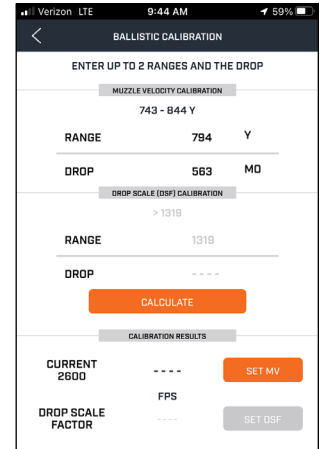 Verizon LTE 9:44 AM 59%
BALLISTIC CALIBRATION
ENTER UP TO 2 RANGES AND THE DROP
MUZZLE VELOCITY CALIBRATION
743 - 844 Y
RANGE 794 Y
DROP 563 MO
DROP SCALE (DSF) CALIBRATION
> 1319
RANGE 1319
DROP ----
CALCULATE
CALIBRATION RESULTS
CURRENT
2600 ---- SET MV
FPS
DROP SCALE
FACTOR ---- SET DSF